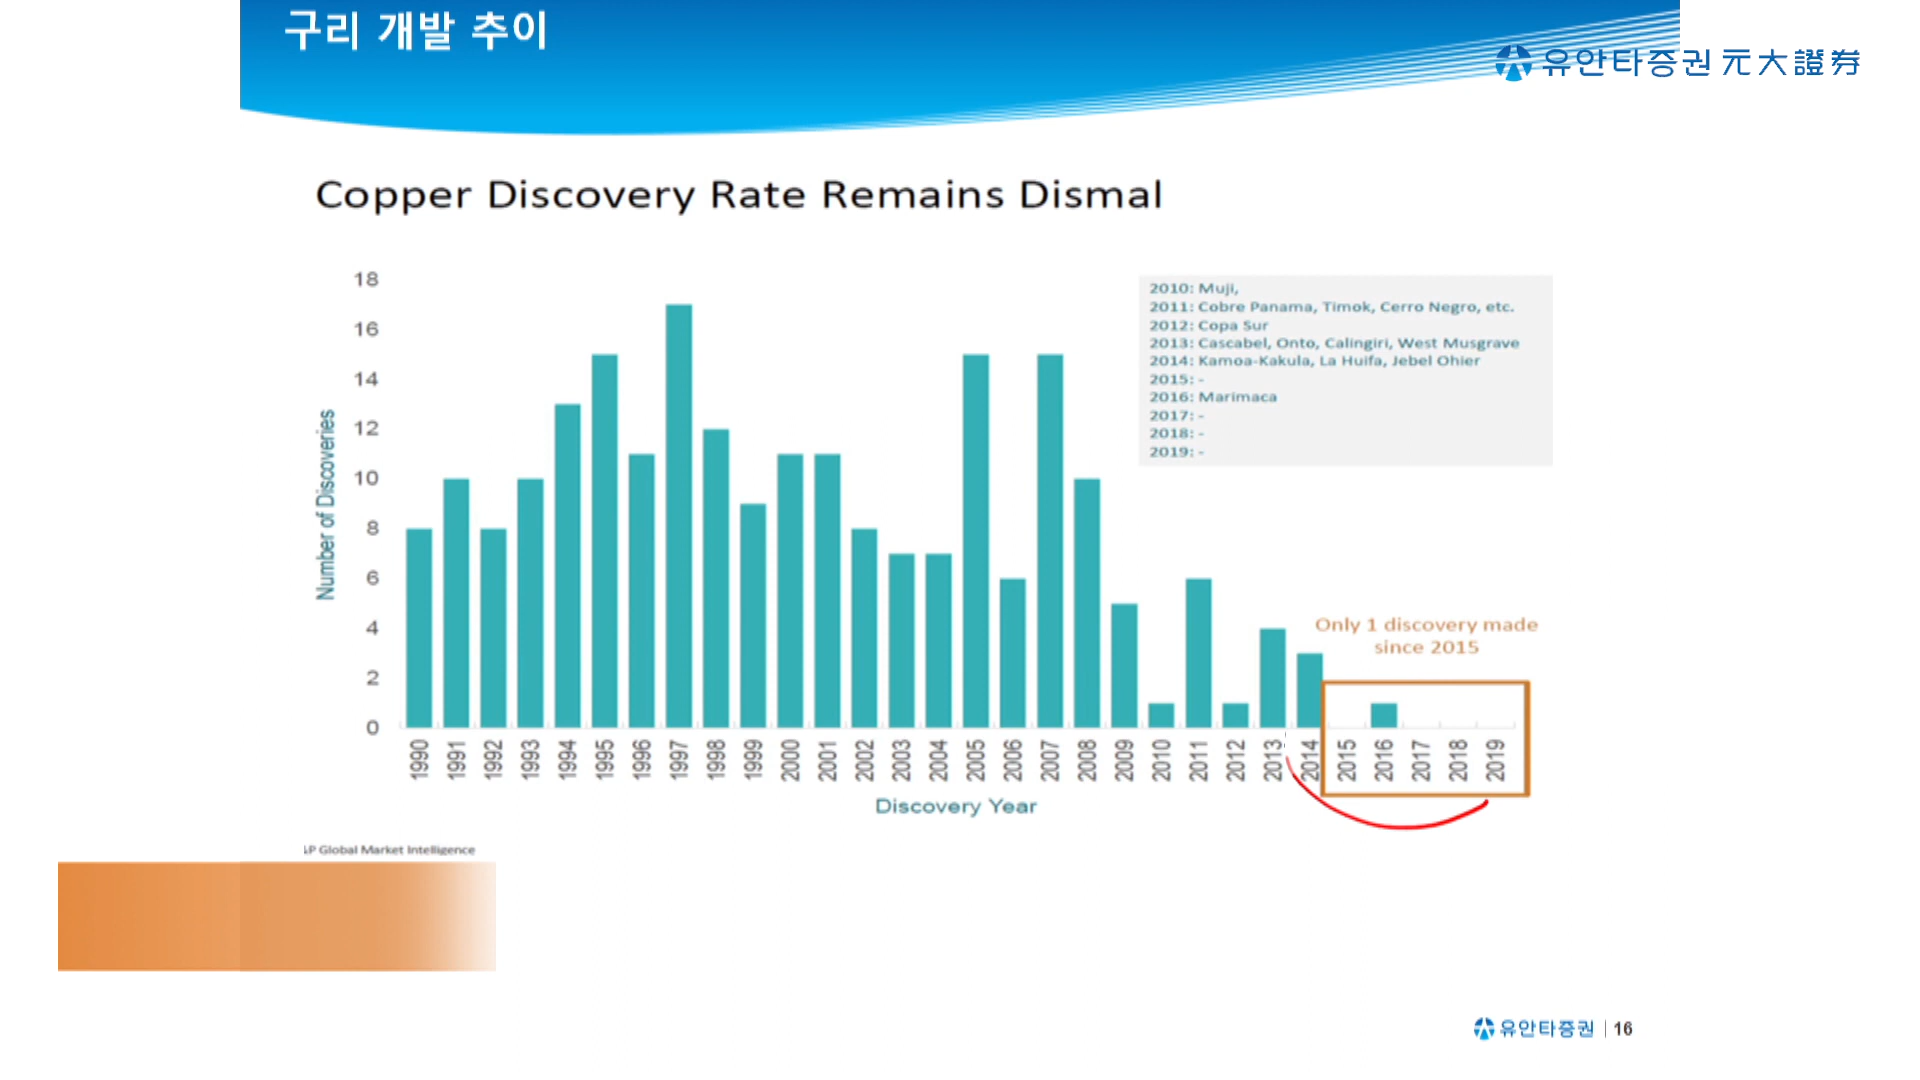 구리 개발 추이
유안타증권 元大證券
Copper Discovery Rate Remains Dismal
18
16
14
12
10
8
6
4
2
0
Number of Discoveries
2010: Muji,
2011: Cobre Panama, Timok, Cerro Negro, etc.
2012: Copa Sur
2013: Cascabel, Onto, Calingiri, West Musgrave
2014: Kamoa-Kakula, La Huifa, Jebel Ohier
2015: -
2016: Marimaca
2017: -
2018: -
2019: -
Only 1 discovery made
since 2015
1990 1991 1992 1993 1994 1995 1996 1997 1998 1999 2000 2001 2002 2003 2004 2005 2006 2007 2008 2009 2010 2011 2012 2013 2014 2015 2016 2017 2018 2019
Discovery Year
&P Global Market Intelligence
유안타증권 | 16